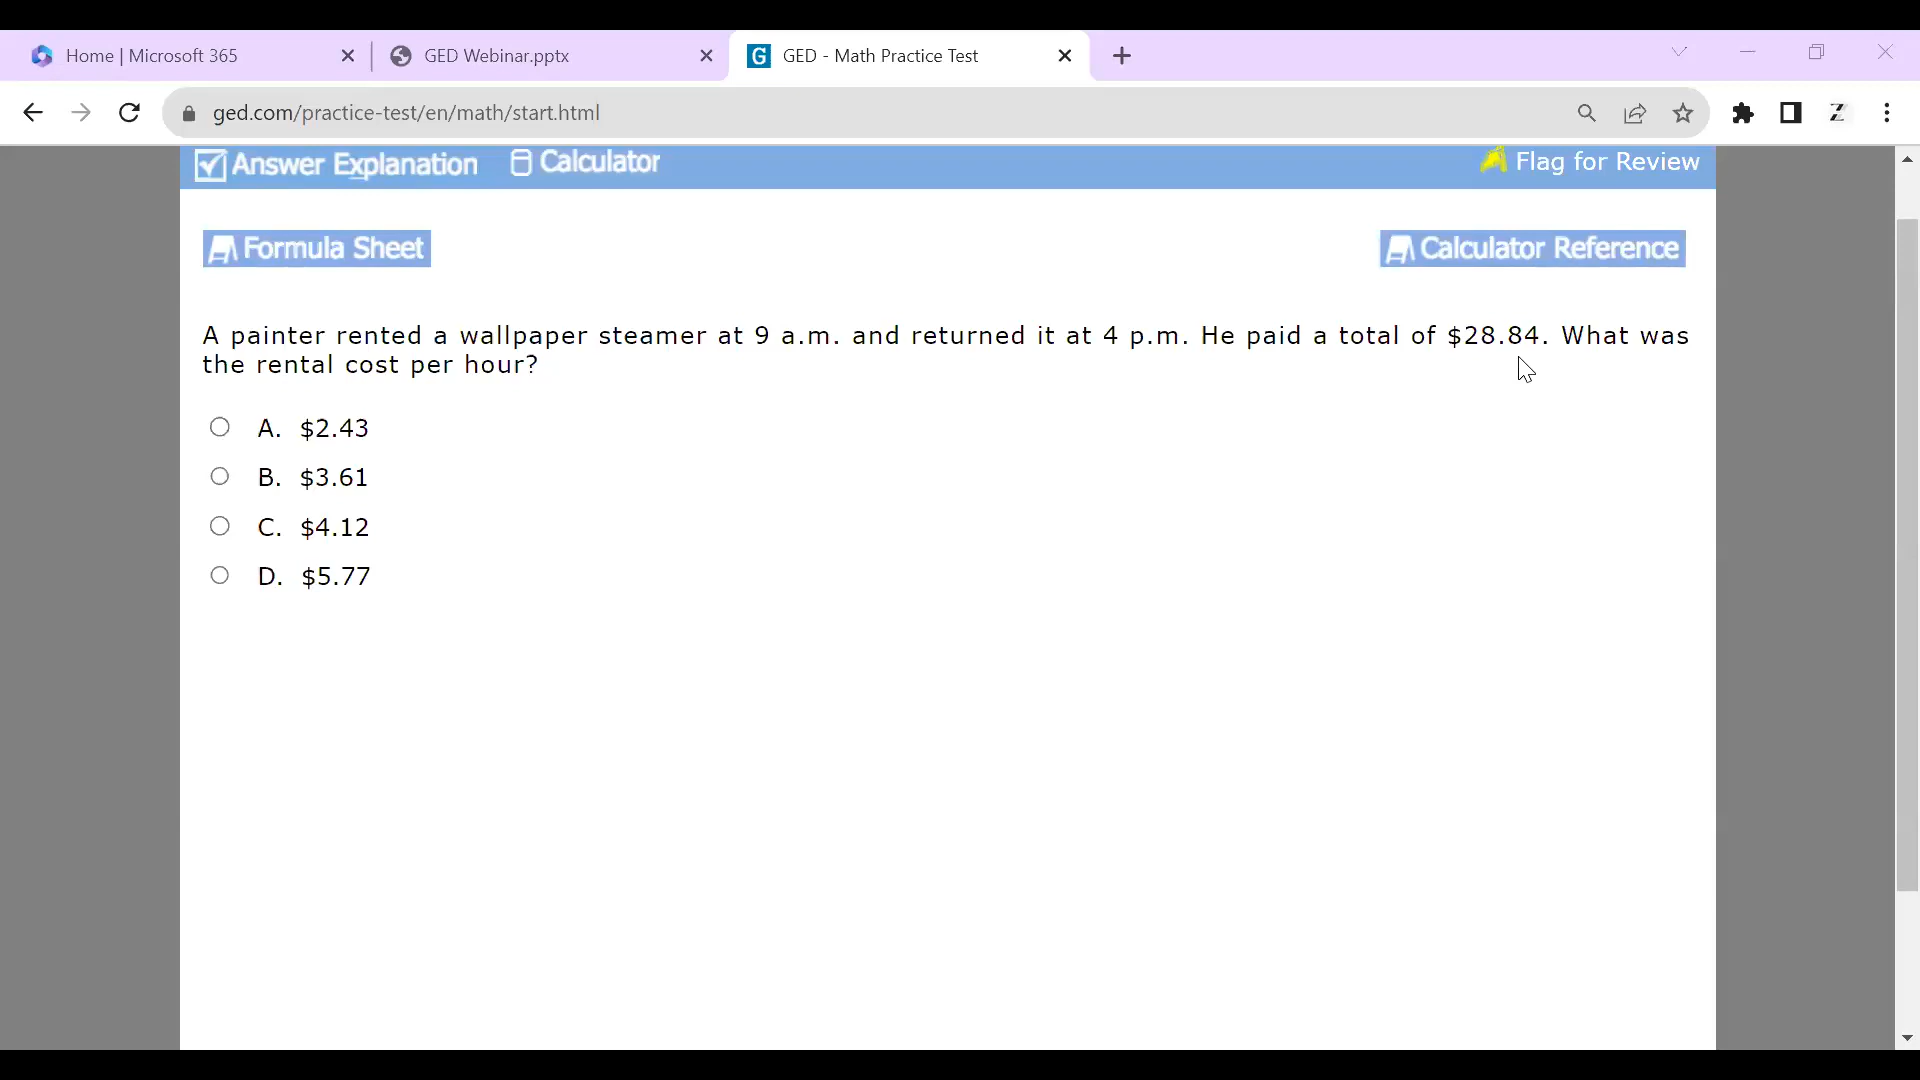 Home | Microsoft 365
GED Webinar.pptx
G GED - Math Practice Test
ged.com/practice-test/en/math/start.html
Answer Explanation
Calculator
Flag for Review
Formula Sheet
Calculator Reference
A painter rented a wallpaper steamer at 9 a.m. and returned it at 4 p.m. He paid a total of $28.84. What was
the rental cost per hour?
A. $2.43
B. $3.61
C. $4.12
D. $5.77